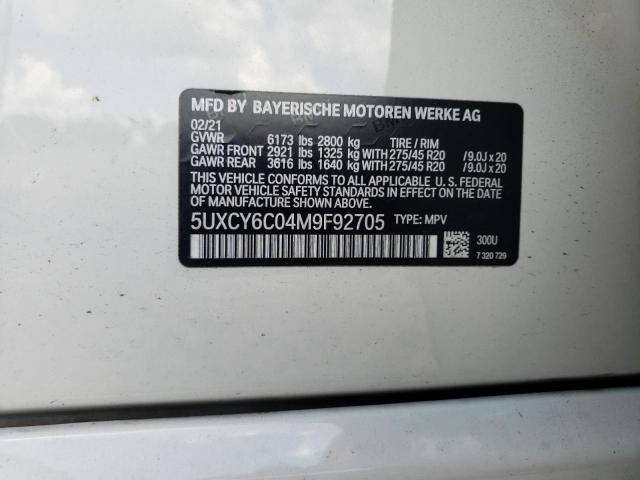 MFD BY BAYERISCHE MOTOREN WERKE AG
02/21
GVWR 6173 lbs 2800 kg TIRE / RIM
GAWR FRONT 2921 lbs 1325 kg WITH 275/45 R20 / 9.0J x 20
GAWR REAR 3616 lbs 1640 kg WITH 275/45 R20 / 9.0J x 20
THIS VEHICLE CONFORMS TO ALL APPLICABLE U. S. FEDERAL
MOTOR VEHICLE SAFETY STANDARDS IN EFFECT ON THE DATE
OF MANUFACTURE SHOWN ABOVE.
5UXCY6C04M9F92705 TYPE: MPV
300U
7 320 729